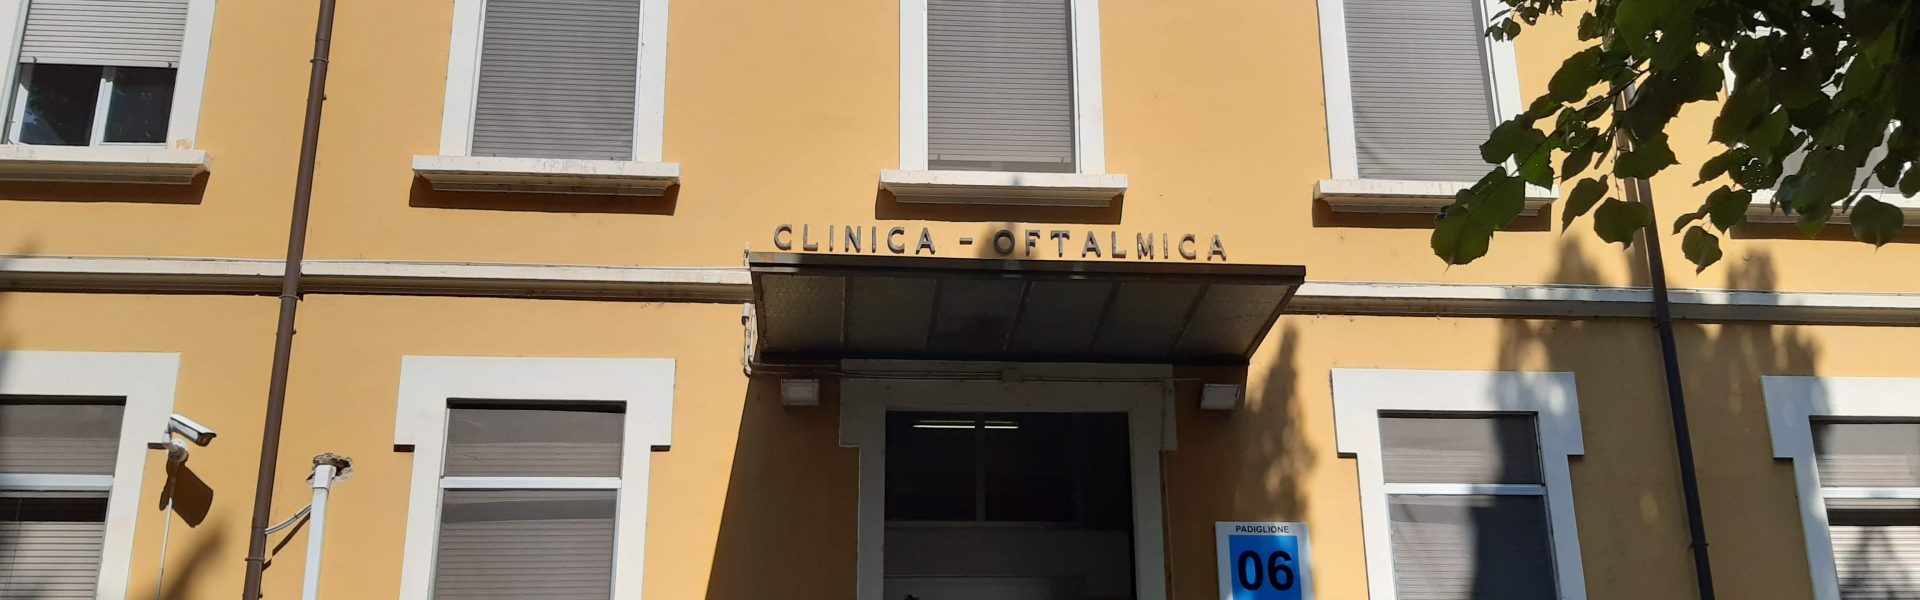 CLINICA - OFTALMICA
PADIGLIONE
06